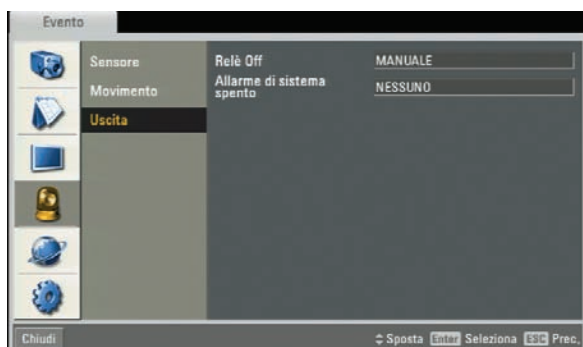 Evento
Sensore
Movimento
Uscita
Relè Off
MANUALE
Allarme di sistema
spento
NESSUNO
Chiudi
Sposta Enter Seleziona ESC Prec.